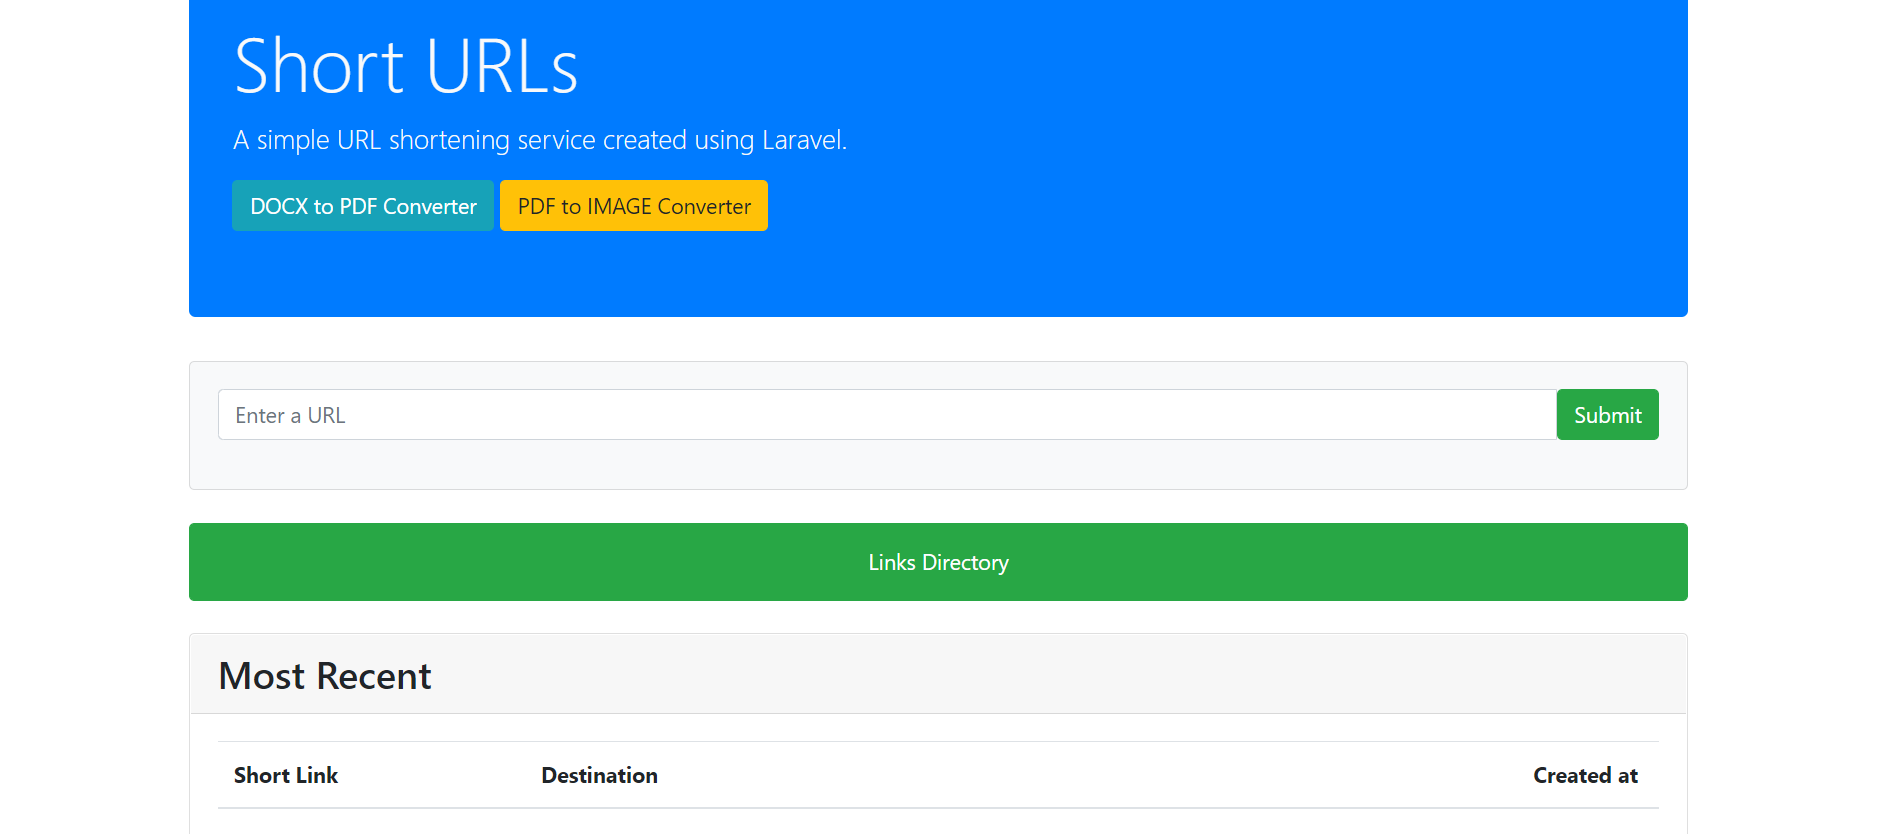 Short URLs
A simple URL shortening service created using Laravel.
DOCX to PDF Converter PDF to IMAGE Converter
Enter a URL Submit
Links Directory
Most Recent
Short Link Destination Created at